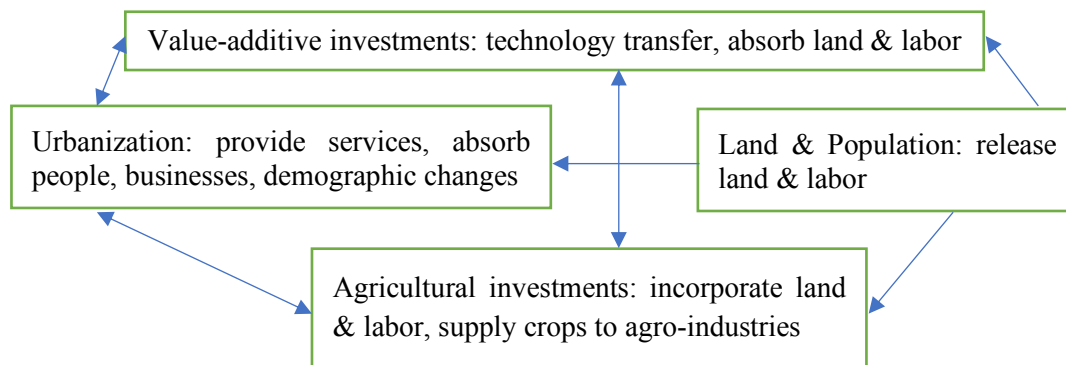 Value-additive investments: technology transfer, absorb land & labor
Urbanization: provide services, absorb
people, businesses, demographic changes
Land & Population: release
land & labor
Agricultural investments: incorporate land
& labor, supply crops to agro-industries